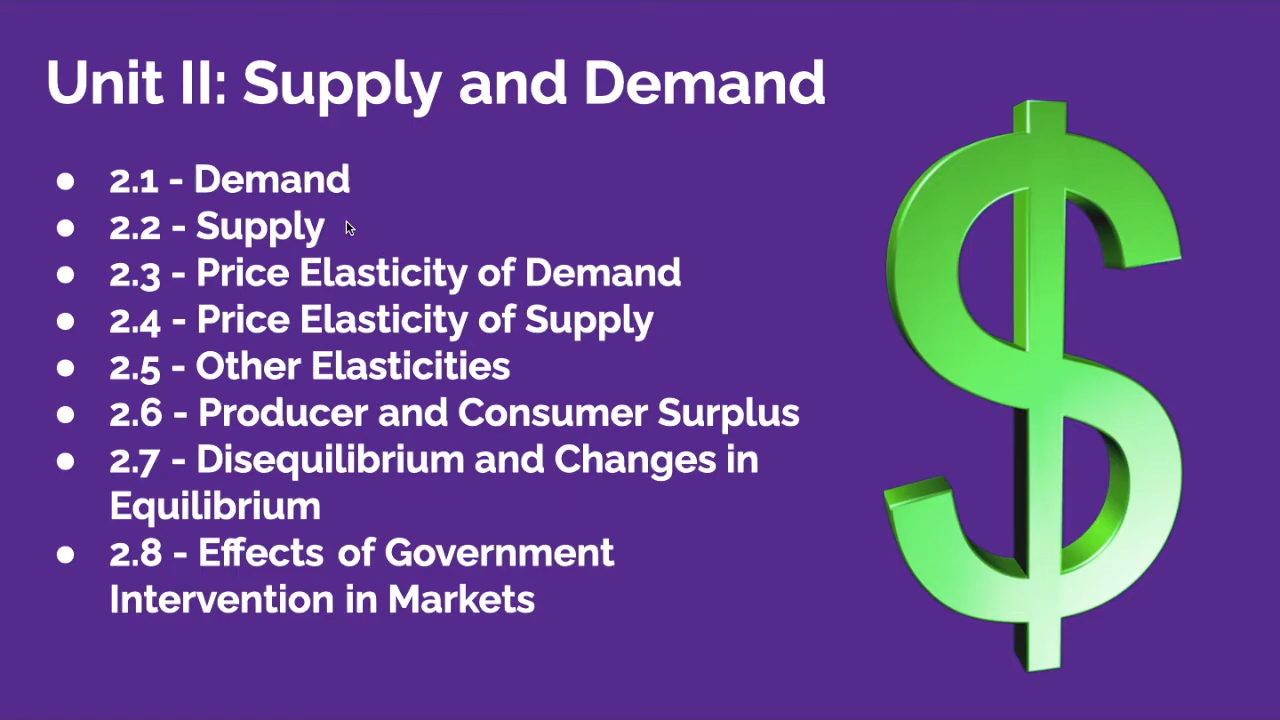 Unit II: Supply and Demand
● 2.1 - Demand
● 2.2 - Supply
● 2.3 - Price Elasticity of Demand
● 2.4 - Price Elasticity of Supply
● 2.5 - Other Elasticities
● 2.6 - Producer and Consumer Surplus
● 2.7 - Disequilibrium and Changes in
Equilibrium
● 2.8 - Effects of Government
Intervention in Markets
$